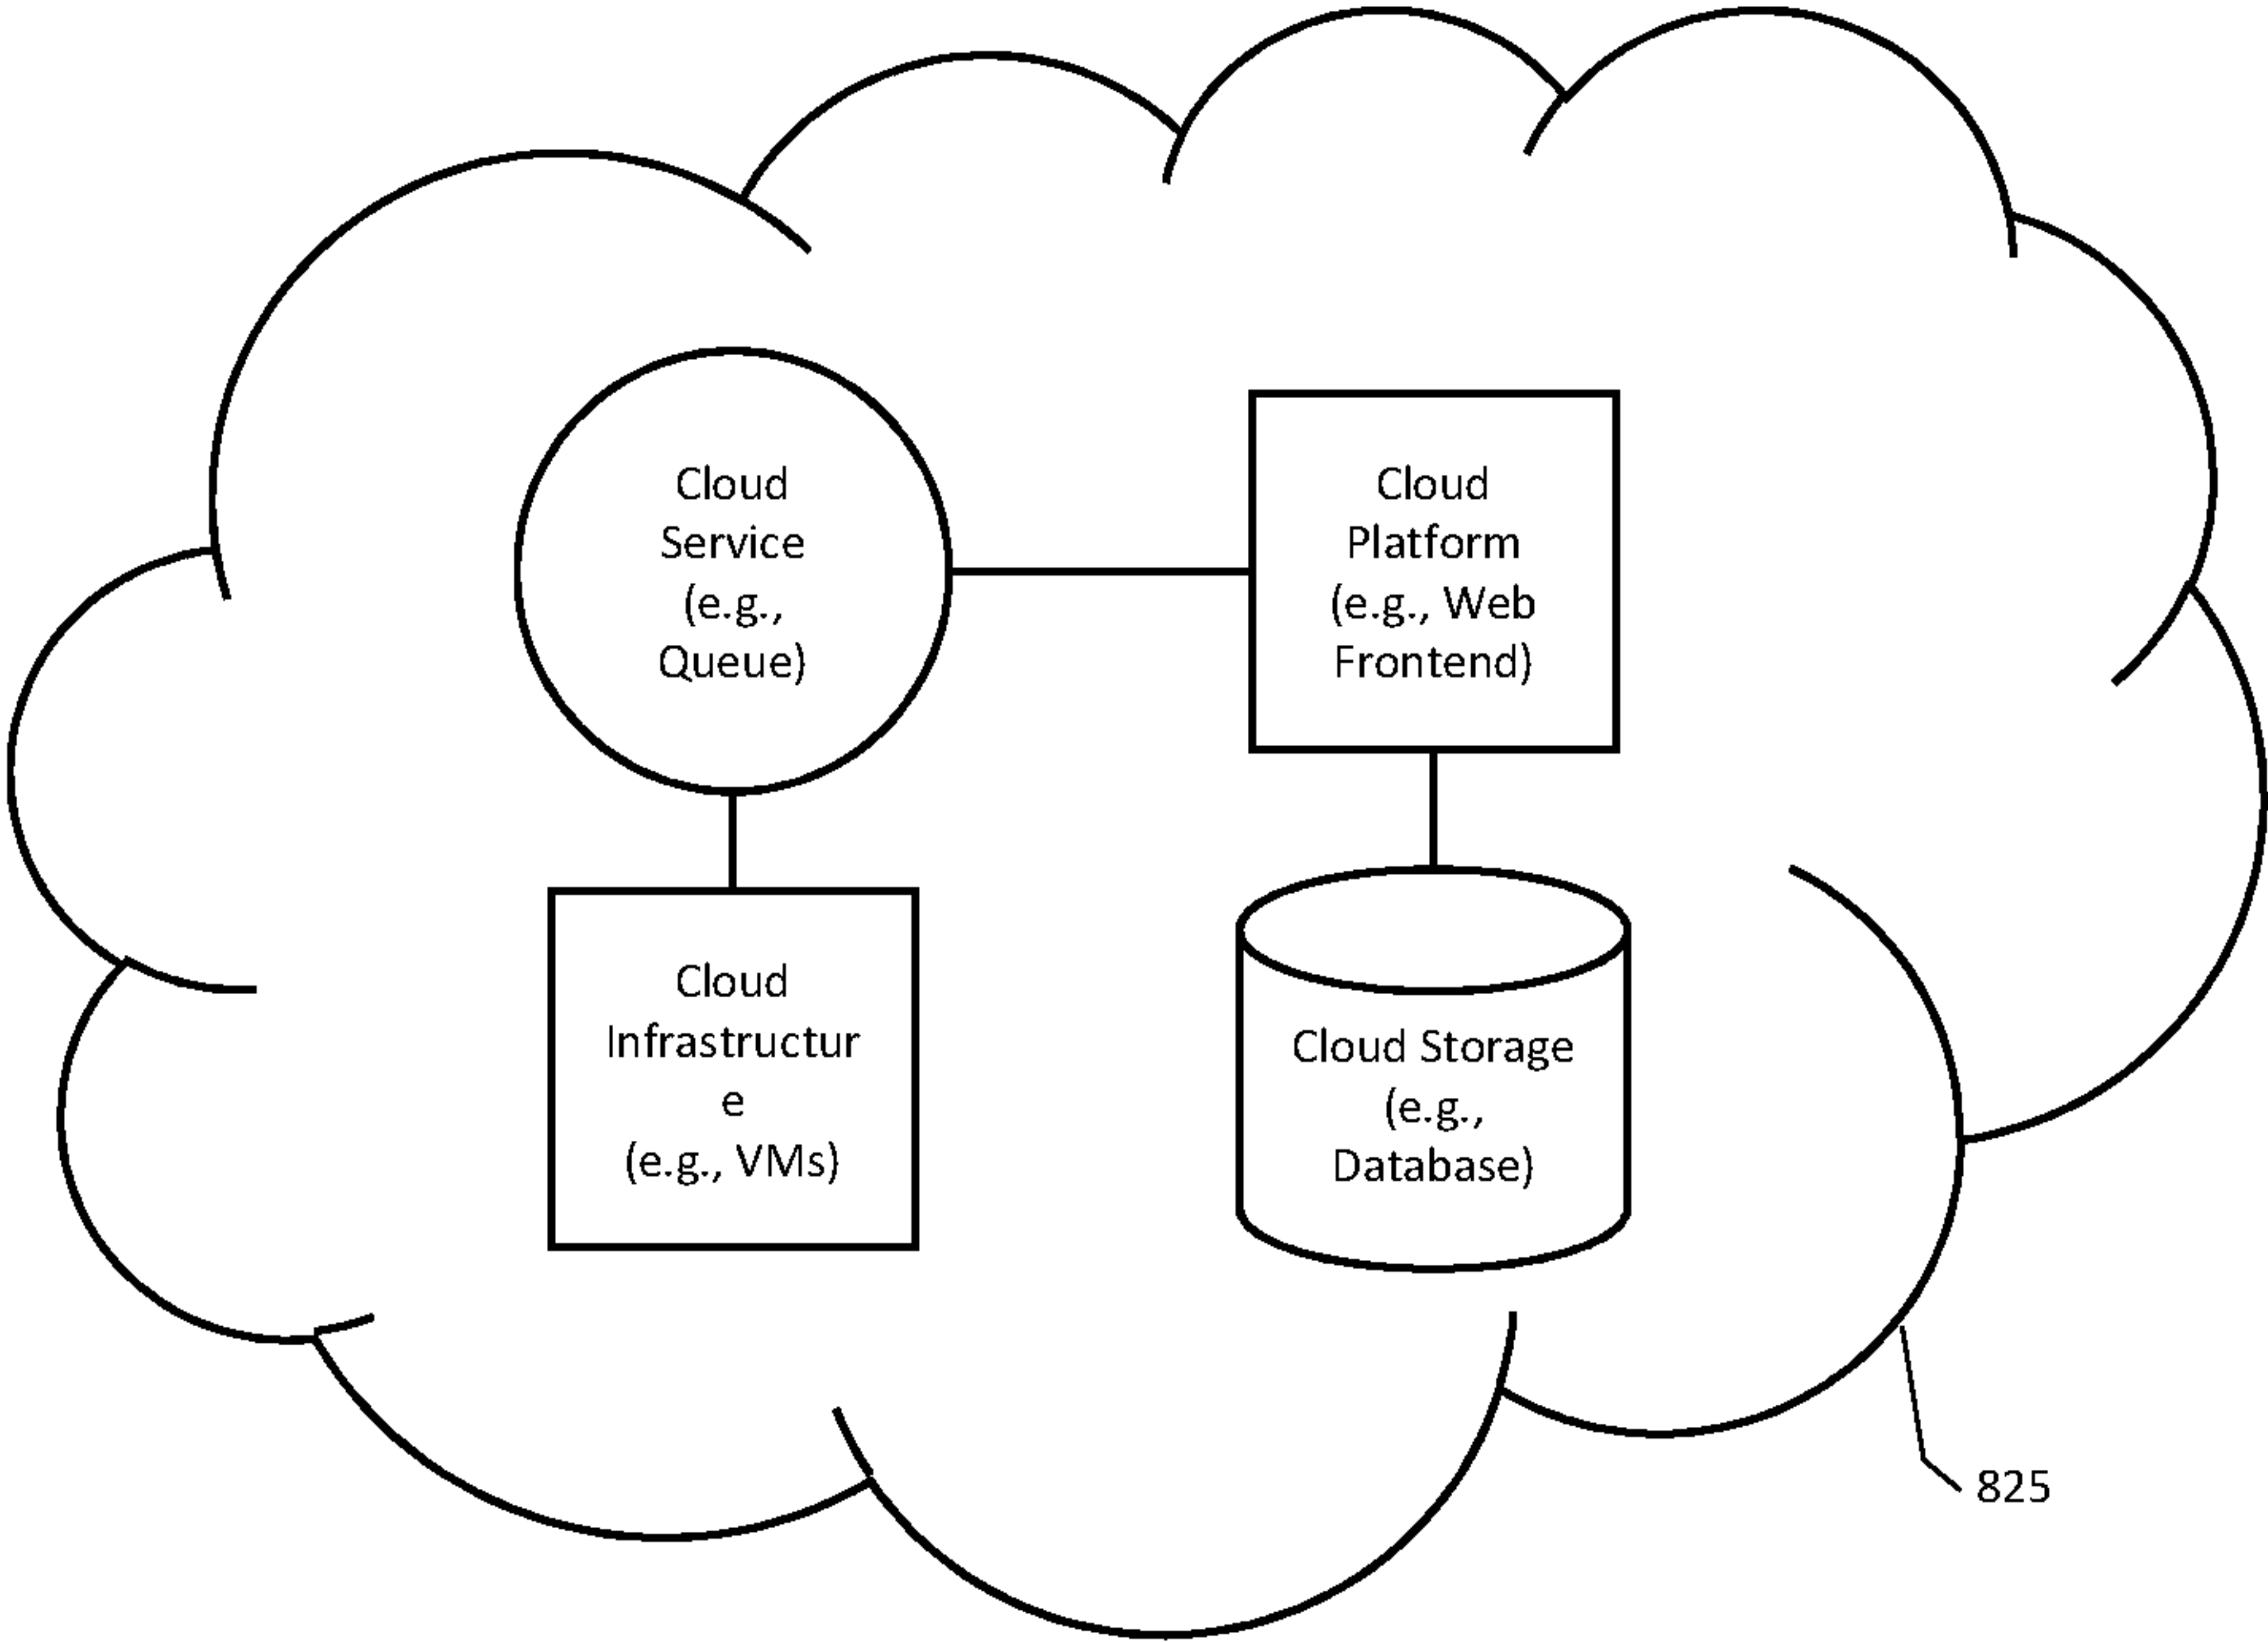 Cloud
Service
(e.g.,
Queue)
Cloud
Platform
(e.g., Web
Frontend)
Cloud
Infrastructur
e
(e.g., VMs)
Cloud Storage
(e.g.,
Database)
825